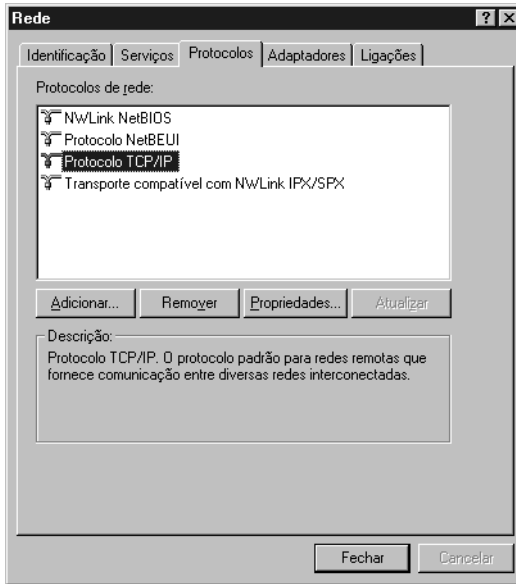 Rede
Identificação Serviços Protocolos Adaptadores Ligações
Protocolos de rede:
NWLink NetBIOS
Protocolo NetBEUI
Protocolo TCP/IP
Transporte compatível com NWLink IPX/SPX
Adicionar... Remover Propriedades... Atualizar
Descrição:
Protocolo TCP/IP. O protocolo padrão para redes remotas que
fornece comunicação entre diversas redes interconectadas.
Fechar Cancelar